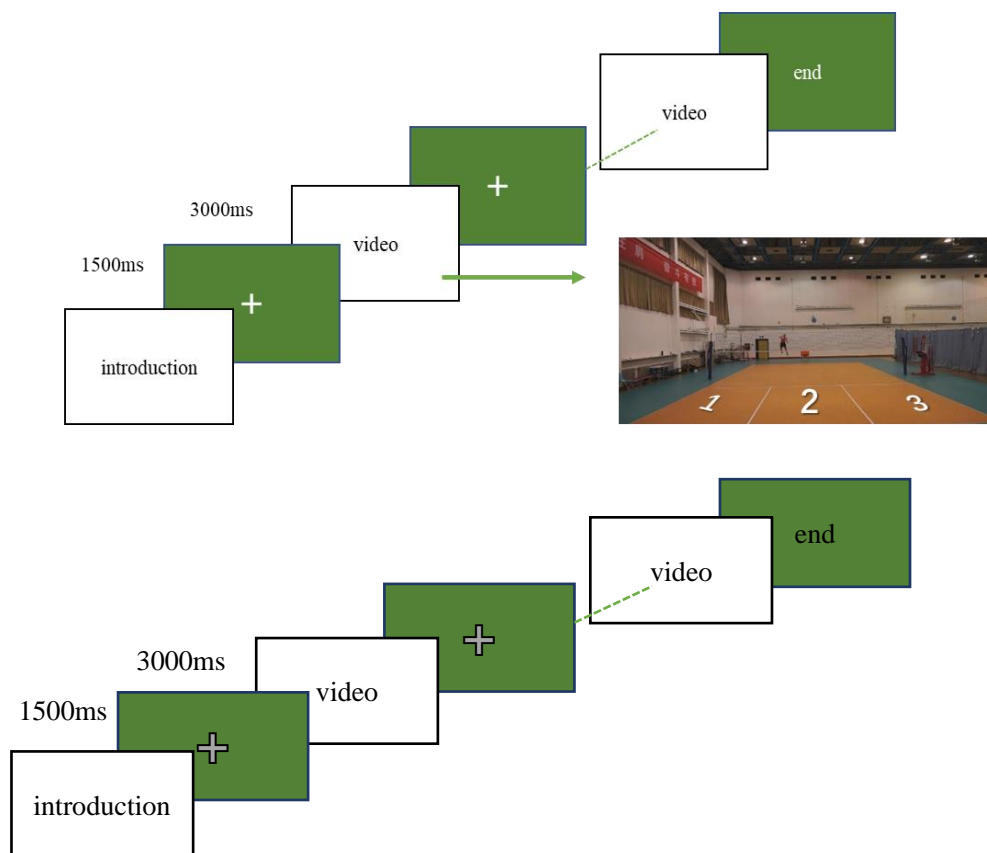 end
video
+
3000ms
video
1500ms
+
introduction
1 2 3
end
video
+
3000ms
video
1500ms
+
introduction